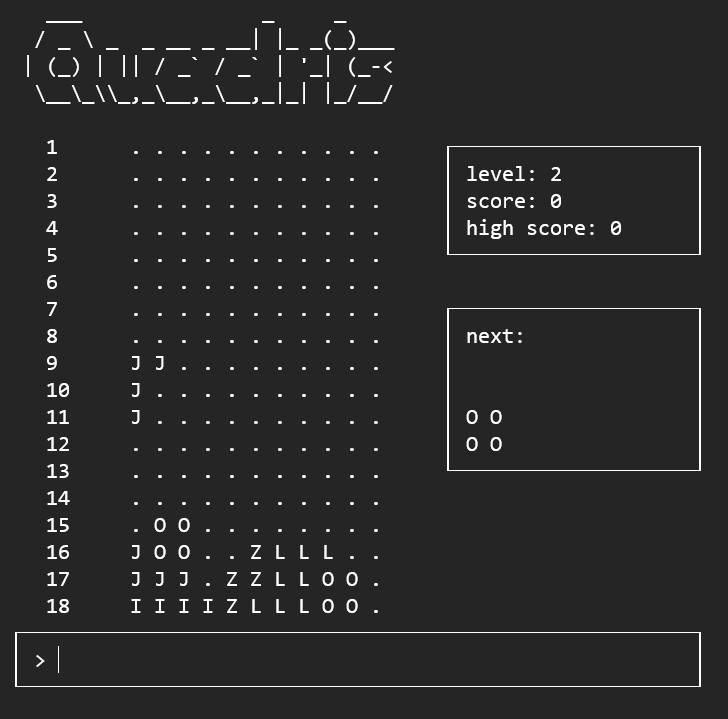 ___               _     _
  / _ \ _  _ __ _ __| |_ _(_)___
 | (_) | || / _` / _` | '_| (_-<
  \__\_\\_,_\__,_\__,_|_| |_/__/
1 . . . . . . . . . . .
2 . . . . . . . . . . .
3 . . . . . . . . . . .
4 . . . . . . . . . . .
5 . . . . . . . . . . .
6 . . . . . . . . . . .
7 . . . . . . . . . . .
8 . . . . . . . . . . .
9 J J . . . . . . . . .
10 J . . . . . . . . . .
11 J . . . . . . . . . .
12 . . . . . . . . . . .
13 . . . . . . . . . . .
14 . . . . . . . . . . .
15 . O O . . . . . . . .
16 J O O . . Z L L L . .
17 J J J . Z Z L L O O .
18 I I I I Z L L L O O .
level: 2
score: 0
high score: 0
next:
O O
O O
>